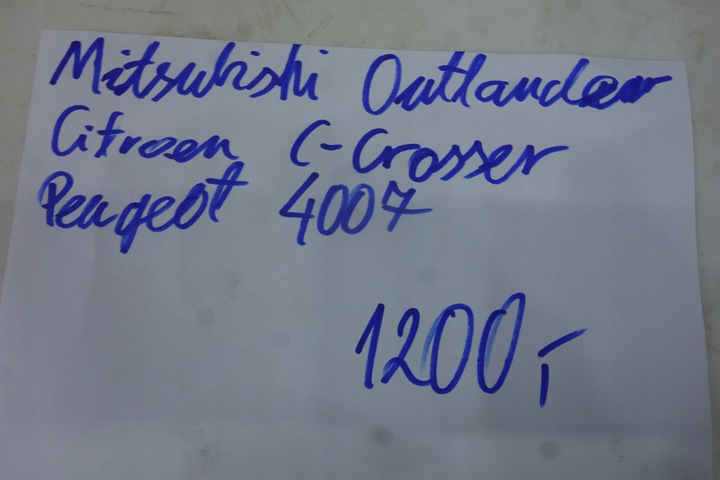 Mitsubishi Outlander
Citroen C-Crosser
Peugeot 4007
1200,-